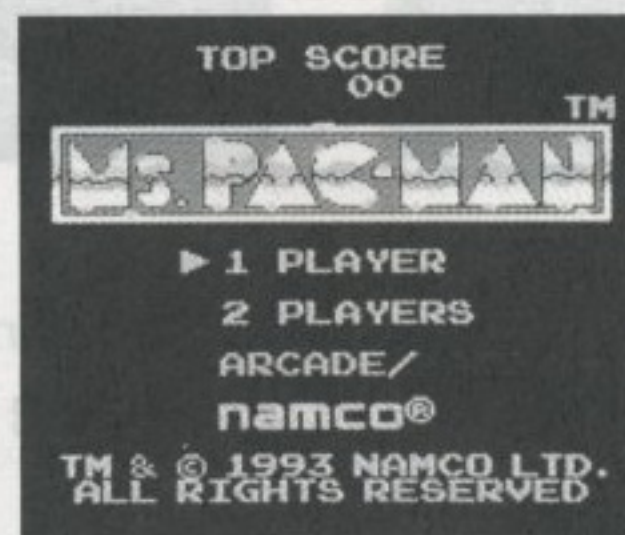 TOP SCORE
00
TM
Ms. PAC-MAN
▶ 1 PLAYER
2 PLAYERS
ARCADE/
namco®
TM & © 1993 NAMCO LTD.
ALL RIGHTS RESERVED